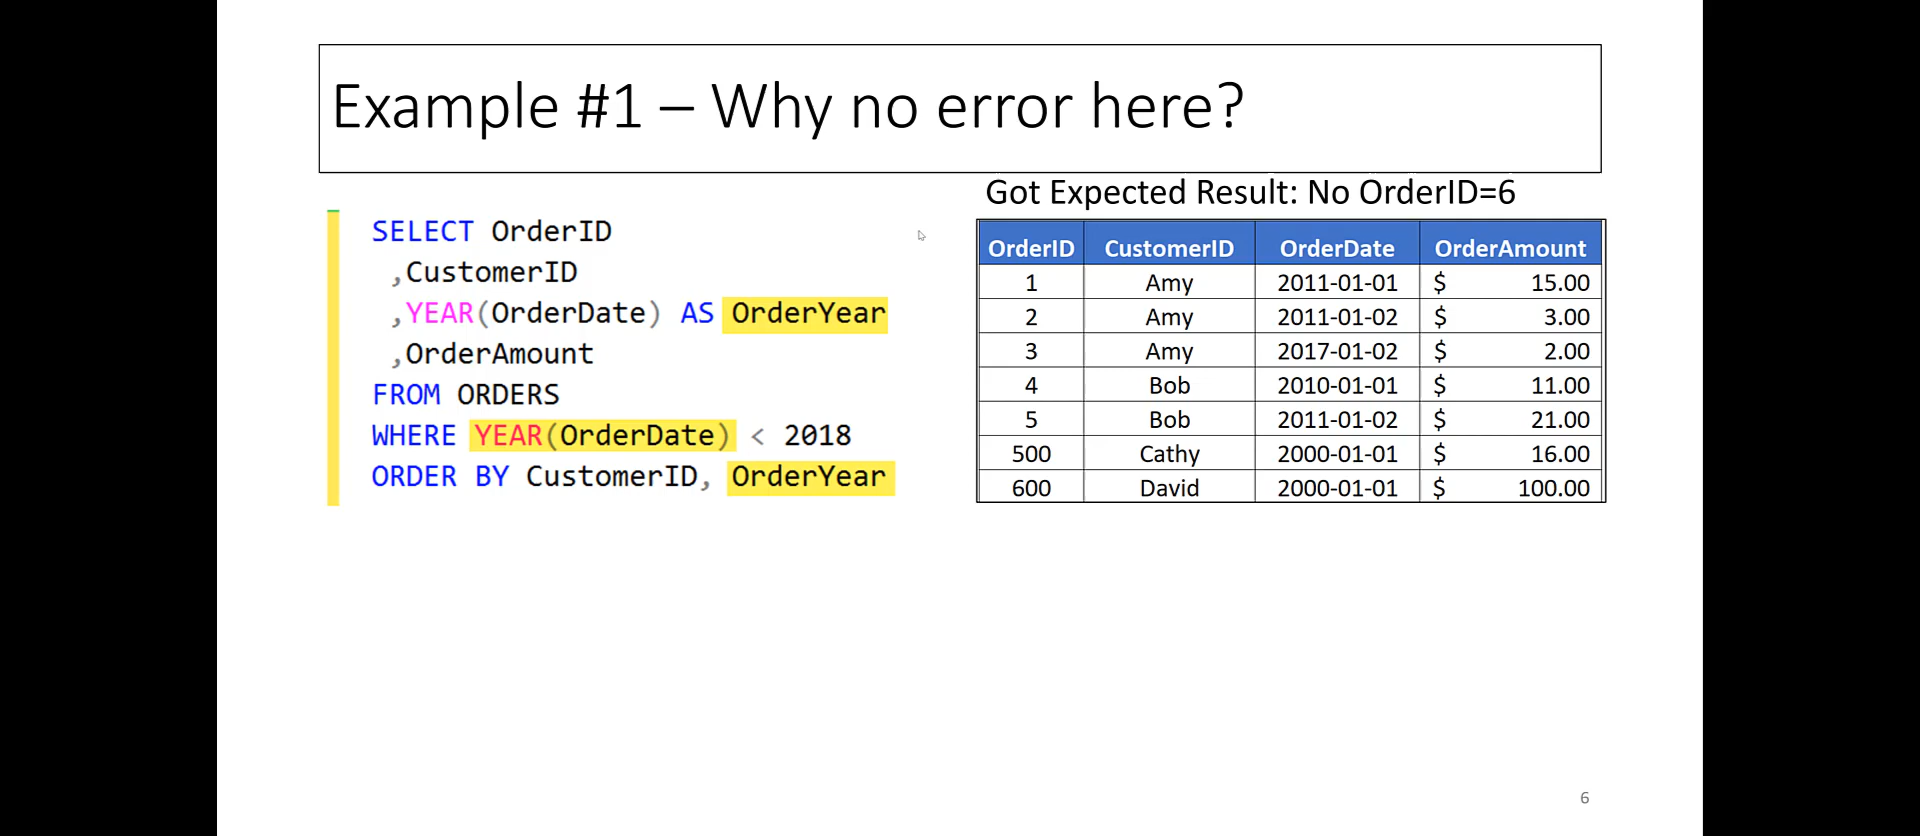 Example #1 – Why no error here?
SELECT OrderID
,CustomerID
,YEAR(OrderDate) AS OrderYear
,OrderAmount
FROM ORDERS
WHERE YEAR(OrderDate) < 2018
ORDER BY CustomerID, OrderYear
Got Expected Result: No OrderID=6
OrderID CustomerID OrderDate OrderAmount
1 Amy 2011-01-01 $ 15.00
2 Amy 2011-01-02 $ 3.00
3 Amy 2017-01-02 $ 2.00
4 Bob 2010-01-01 $ 11.00
5 Bob 2011-01-02 $ 21.00
500 Cathy 2000-01-01 $ 16.00
600 David 2000-01-01 $ 100.00
6